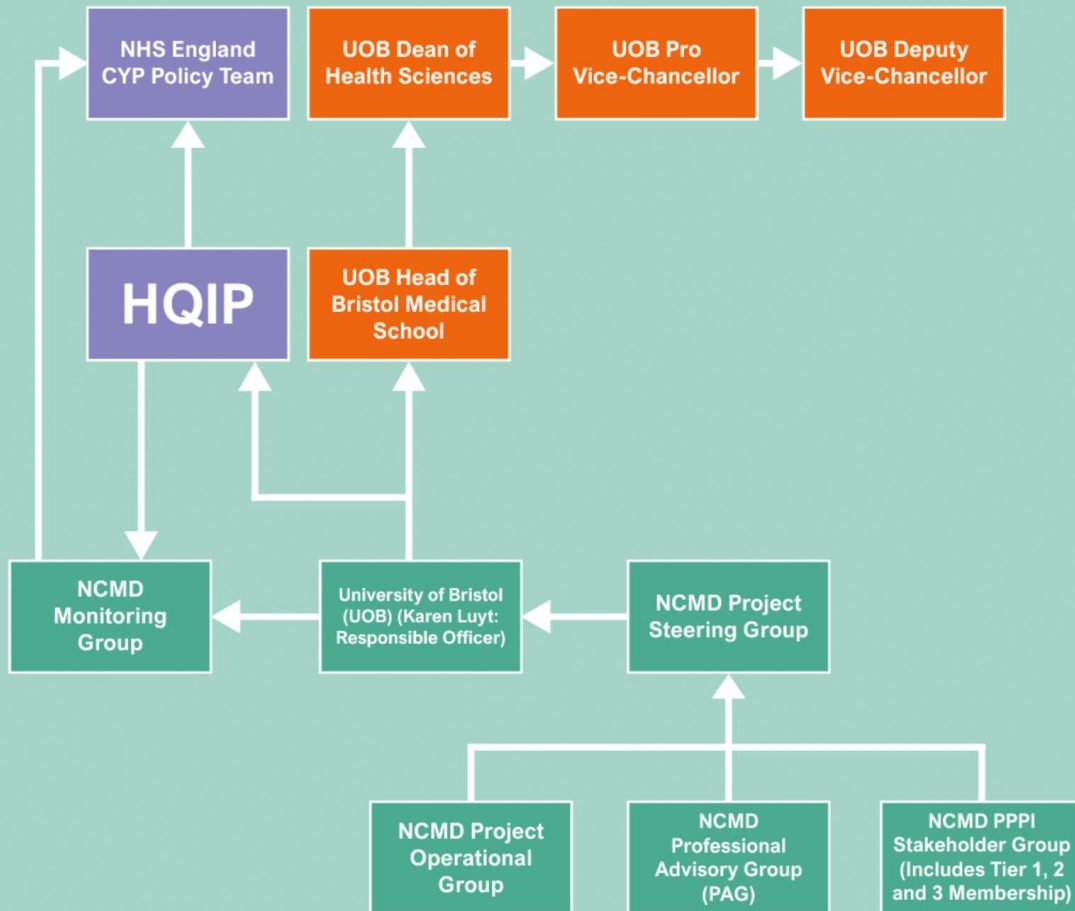 NHS England
CYP Policy Team
UOB Dean of
Health Sciences
UOB Pro
Vice-Chancellor
UOB Deputy
Vice-Chancellor
HQIP
UOB Head of
Bristol Medical
School
NCMD
Monitoring
Group
University of Bristol
(UOB) (Karen Luyt:
Responsible Officer)
NCMD Project
Steering Group
NCMD Project
Operational
Group
NCMD
Professional
Advisory Group
(PAG)
NCMD PPPI
Stakeholder Group
(Includes Tier 1, 2
and 3 Membership)